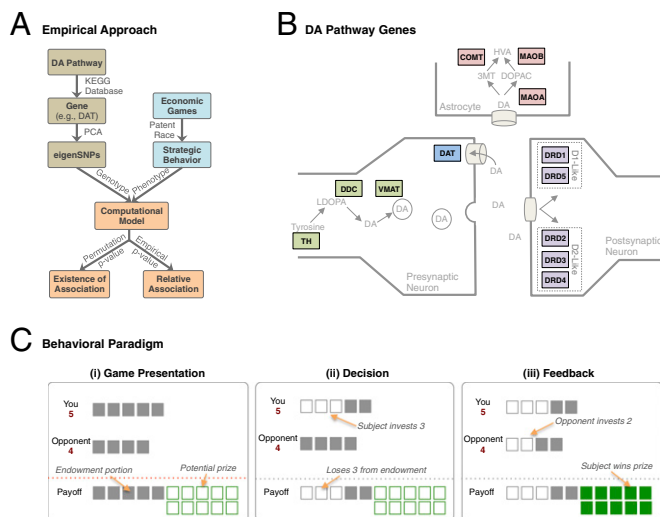 A Empirical Approach
DA Pathway
KEGG
Database
Gene
(e.g., DAT)
PCA
eigenSNPs
Economic
Games
Patent
Race
Strategic
Behavior
Genotype
Phenotype
Computational
Model
Permutation
p-value
Empirical
p-value
Existence of
Association
Relative
Association
B DA Pathway Genes
COMT
HVA
MAOB
3MT
DOPAC
MAOA
Astrocyte
DA
DAT
DA
DRD1
DRD5
D1-Like
DDC
VMAT
LDOPA
DA
DA
DA
Tyrosine
TH
DA
DA
DRD2
DRD3
DRD4
D2-Like
Presynaptic
Neuron
Postsynaptic
Neuron
C Behavioral Paradigm
(i) Game Presentation
You
5
Opponent
4
Endowment portion
Potential prize
Payoff
(ii) Decision
You
5
Subject invests 3
Opponent
4
Loses 3 from endowment
Payoff
(iii) Feedback
You
5
Opponent invests 2
Opponent
4
Subject wins prize
Payoff